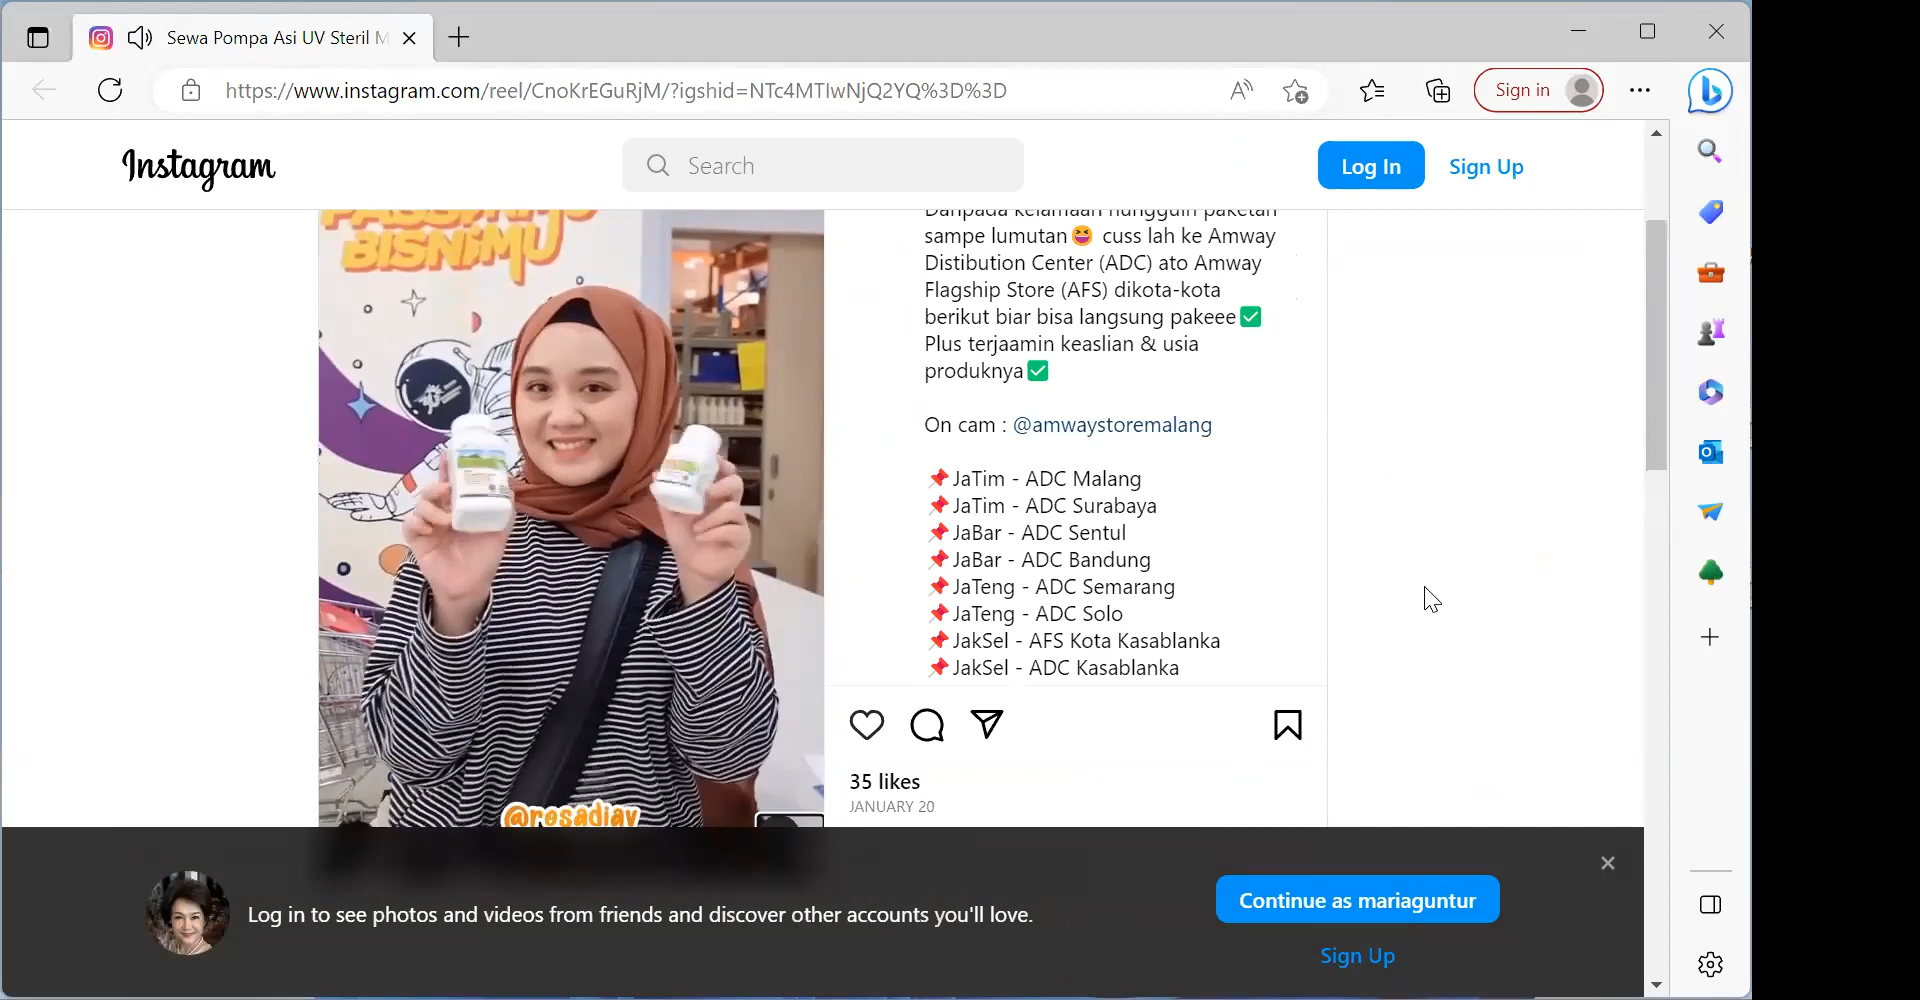 Sewa Pompa Asi UV Steril M
https://www.instagram.com/reel/CnoKrEGuRjM/?igshid=NTc4MTIwNjQ2YQ%3D%3D
Sign in
Instagram
Search
Log In
Sign Up
BISNiMU
Daripada kelamaan nungguin paketan
sampe lumutan😆 cuss lah ke Amway
Distibution Center (ADC) ato Amway
Flagship Store (AFS) dikota-kota
berikut biar bisa langsung pakeee✅
Plus terjaamin keaslian & usia
produknya✅
On cam : @amwaystoremalang
📌JaTim - ADC Malang
📌JaTim - ADC Surabaya
📌JaBar - ADC Sentul
📌JaBar - ADC Bandung
📌JaTeng - ADC Semarang
📌JaTeng - ADC Solo
📌JakSel - AFS Kota Kasablanka
📌JakSel - ADC Kasablanka
@resadiav
35 likes
JANUARY 20
Log in to see photos and videos from friends and discover other accounts you'll love.
Continue as mariaguntur
Sign Up